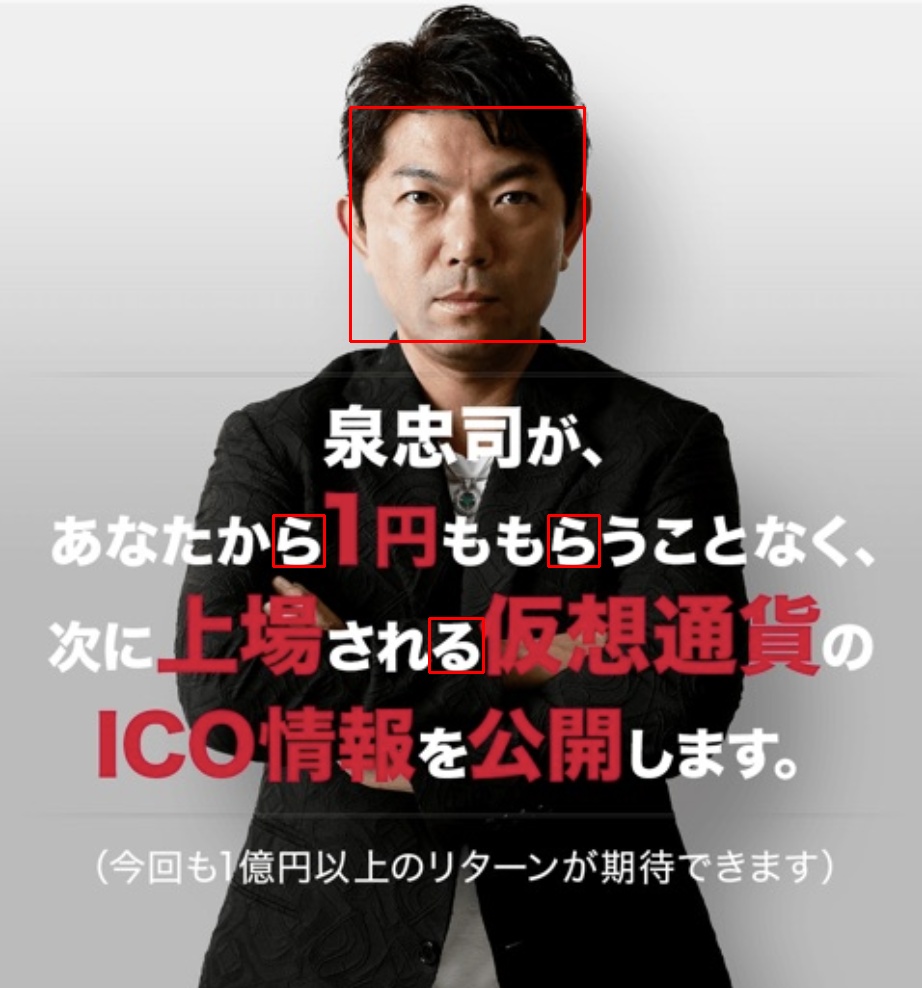 泉忠司が、
あなたから1円ももらうことなく、
次に上場される仮想通貨の
ICO情報を公開します。
（今回も1億円以上のリターンが期待できます）